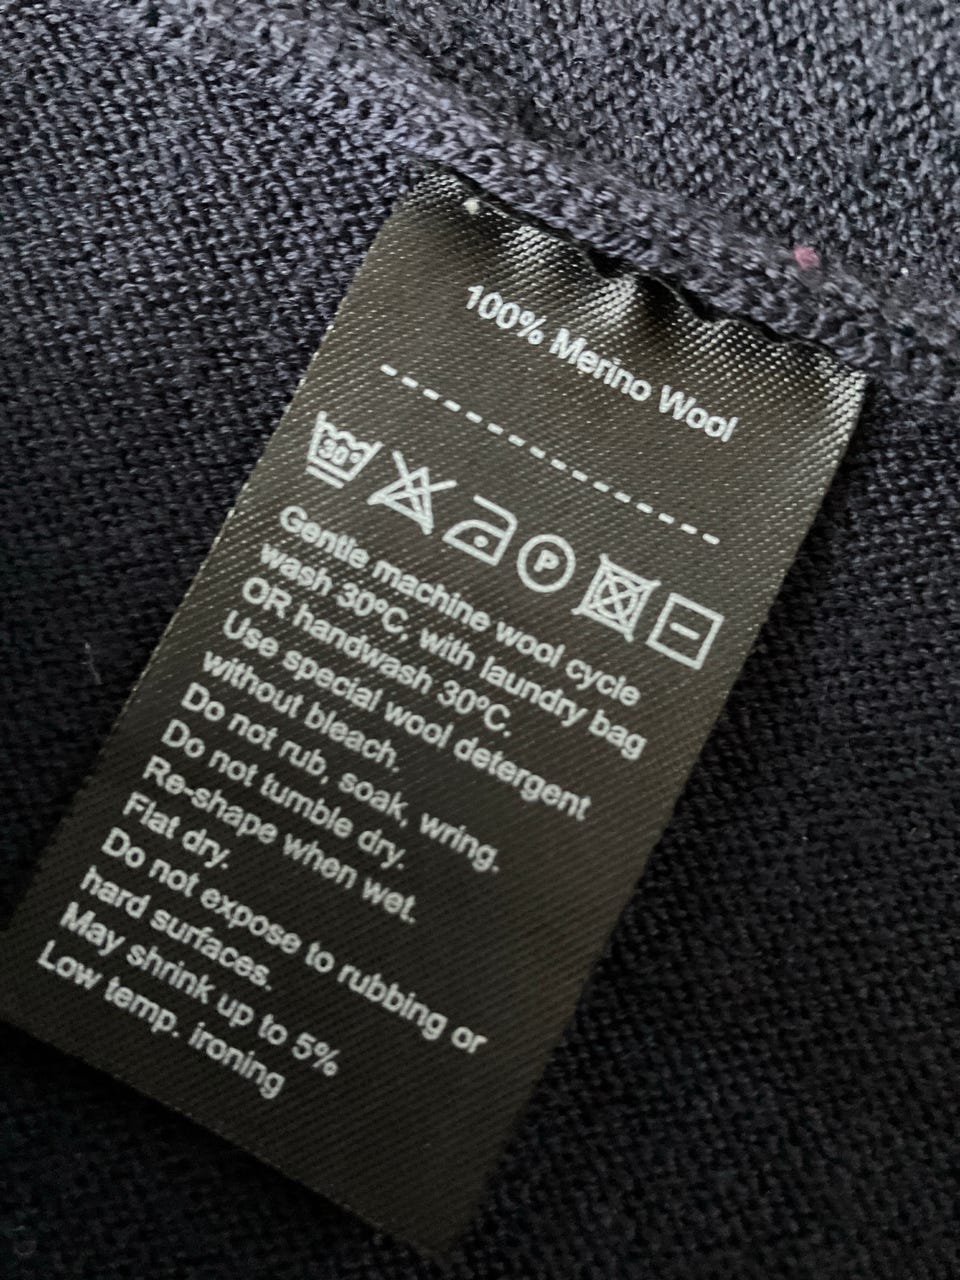 100% Merino Wool
30°
P
Gentle machine wool cycle
wash 30ºC, with laundry bag
OR handwash 30ºC.
Use special wool detergent
without bleach.
Do not rub, soak, wring.
Do not tumble dry.
Re-shape when wet.
Flat dry.
Do not expose to rubbing or
hard surfaces.
May shrink up to 5%
Low temp. ironing